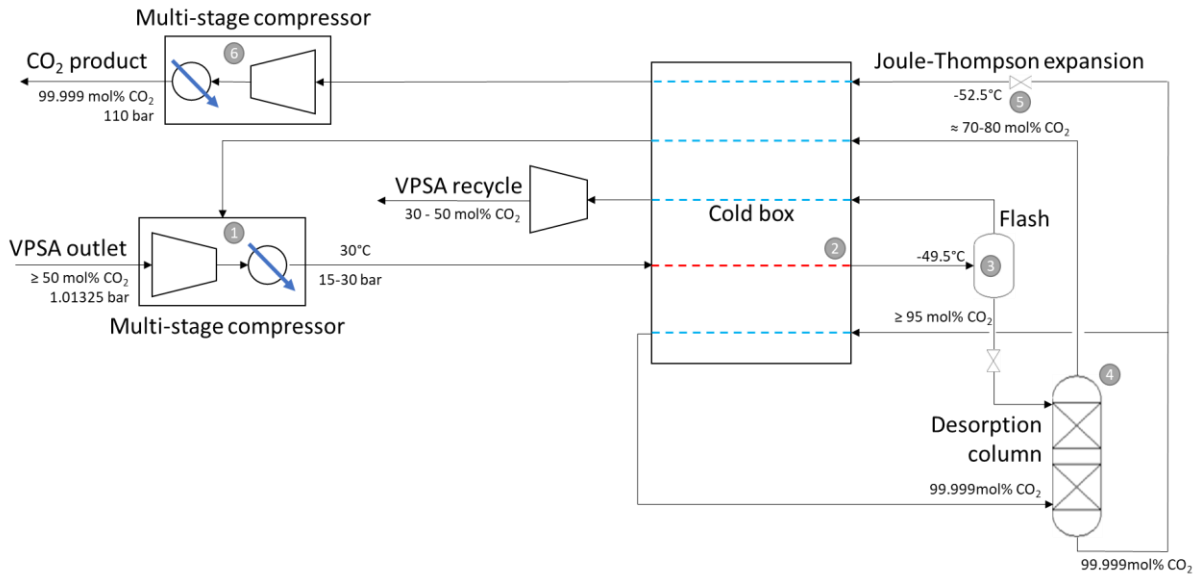 Multi-stage compressor
6
CO2 product
99.999 mol% CO2
110 bar
Joule-Thompson expansion
-52.5°C
5
≈ 70-80 mol% CO2
VPSA recycle
30 - 50 mol% CO2
Cold box
Flash
1
2
3
VPSA outlet
≥ 50 mol% CO2
1.01325 bar
30°C
15-30 bar
-49.5°C
Multi-stage compressor
≥ 95 mol% CO2
4
Desorption
column
99.999mol% CO2
99.999mol% CO2